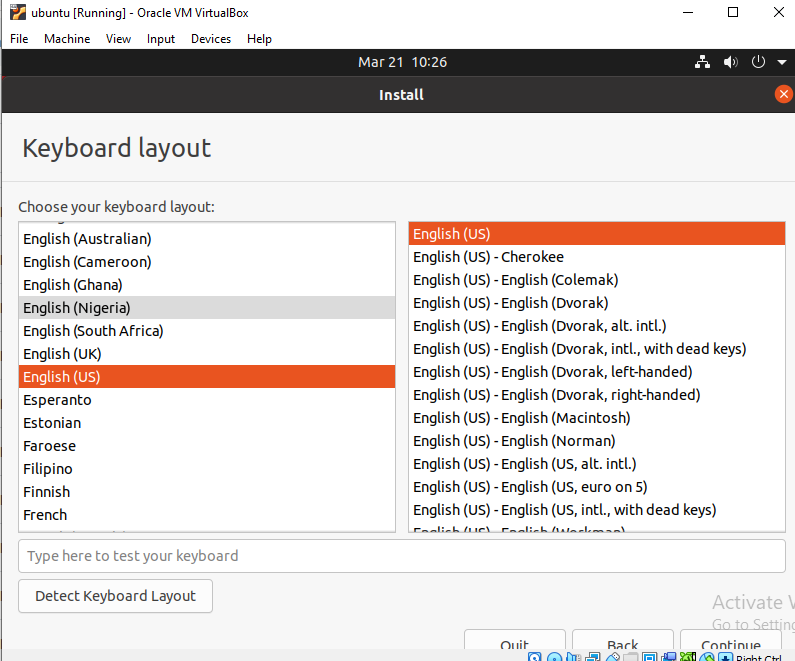 ubuntu [Running] - Oracle VM VirtualBox
File Machine View Input Devices Help
Mar 21 10:26
Install
Keyboard layout
Choose your keyboard layout:
English (Australian)
English (Cameroon)
English (Ghana)
English (Nigeria)
English (South Africa)
English (UK)
English (US)
Esperanto
Estonian
Faroese
Filipino
Finnish
French
English (US)
English (US) - Cherokee
English (US) - English (Colemak)
English (US) - English (Dvorak)
English (US) - English (Dvorak, alt. intl.)
English (US) - English (Dvorak, intl., with dead keys)
English (US) - English (Dvorak, left-handed)
English (US) - English (Dvorak, right-handed)
English (US) - English (Macintosh)
English (US) - English (Norman)
English (US) - English (US, alt. intl.)
English (US) - English (US, euro on 5)
English (US) - English (US, intl., with dead keys)
English (US) - English (Workman)
Type here to test your keyboard
Detect Keyboard Layout
Activate W
Go to Setting
Quit Back Continue
Right Ctrl